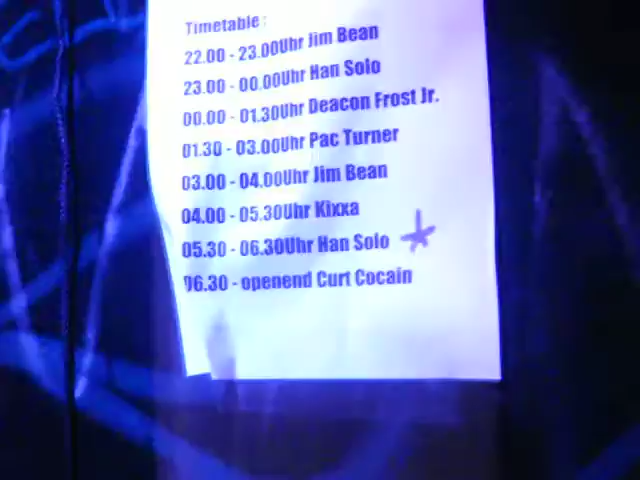 Timetable:
22.00 - 23.00Uhr Jim Bean
23.00 - 00.00Uhr Han Solo
00.00 - 01.30Uhr Deacon Frost Jr.
01.30 - 03.00Uhr Pac Turner
03.00 - 04.00Uhr Jim Bean
04.00 - 05.30Uhr Kixxa
05.30 - 06.30Uhr Han Solo
06.30 - openend Curt Cocain